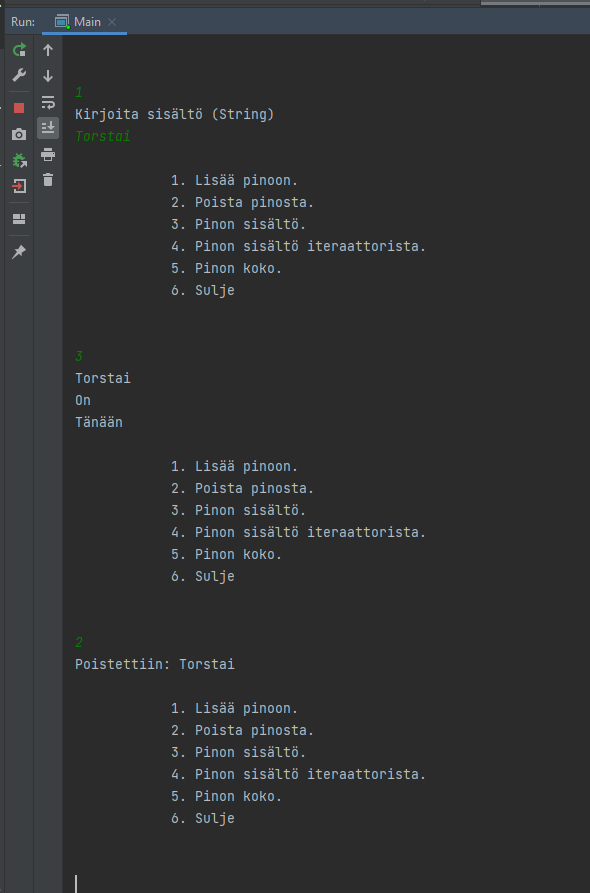 Run: Main
1
Kirjoita sisältö (String)
Torstai
1. Lisää pinoon.
2. Poista pinosta.
3. Pinon sisältö.
4. Pinon sisältö iteraattorista.
5. Pinon koko.
6. Sulje
3
Torstai
On
Tänään
1. Lisää pinoon.
2. Poista pinosta.
3. Pinon sisältö.
4. Pinon sisältö iteraattorista.
5. Pinon koko.
6. Sulje
2
Poistettiin: Torstai
1. Lisää pinoon.
2. Poista pinosta.
3. Pinon sisältö.
4. Pinon sisältö iteraattorista.
5. Pinon koko.
6. Sulje